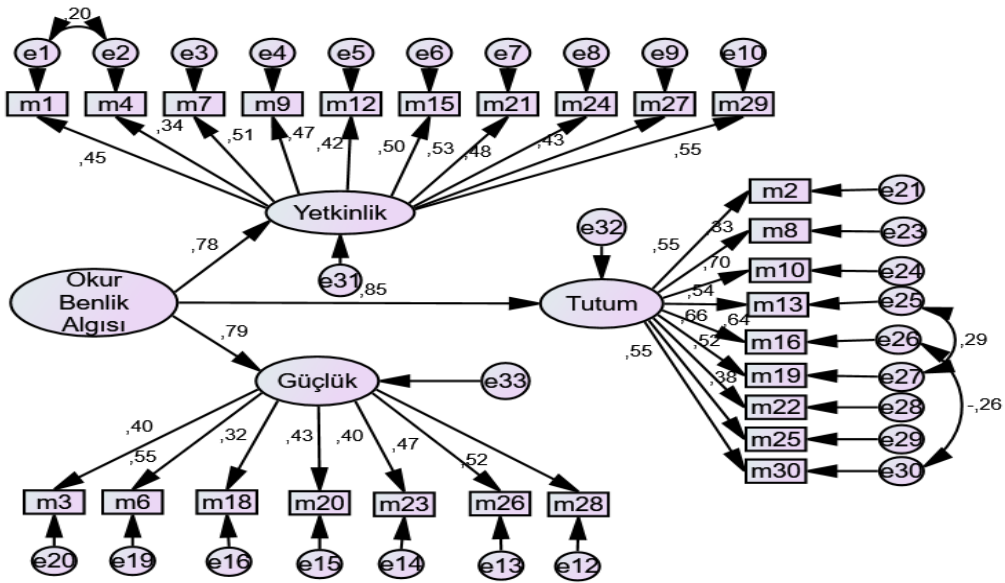 ,20
e1 e2 e3 e4 e5 e6 e7 e8 e9 e10
m1 m4 m7 m9 m12 m15 m21 m24 m27 m29
,45 ,34 ,51 ,47 ,42 ,50 ,53 ,48 ,43 ,55
Yetkinlik
,78
e31
,85
Okur
Benlik
Algısı
,79
Güçlük
e33
,40 ,55 ,32 ,43 ,40 ,47 ,52
m3 m6 m18 m20 m23 m26 m28
e20 e19 e16 e15 e14 e13 e12
e32
Tutum
,55 ,33 ,70 ,54 ,66 ,64 ,52 ,38 ,55
m2 e21
m8 e23
m10 e24
m13 e25
m16 e26
m19 e27
m22 e28
m25 e29
m30 e30
,29
-,26